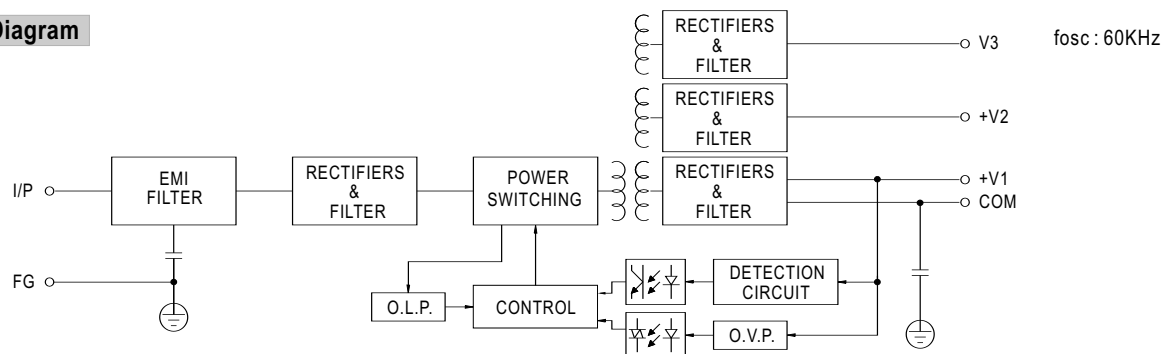 Diagram
RECTIFIERS
&
FILTER
V3
fosc : 60KHz
RECTIFIERS
&
FILTER
+V2
I/P
EMI
FILTER
RECTIFIERS
&
FILTER
POWER
SWITCHING
RECTIFIERS
&
FILTER
+V1
COM
FG
O.L.P.
CONTROL
DETECTION
CIRCUIT
O.V.P.